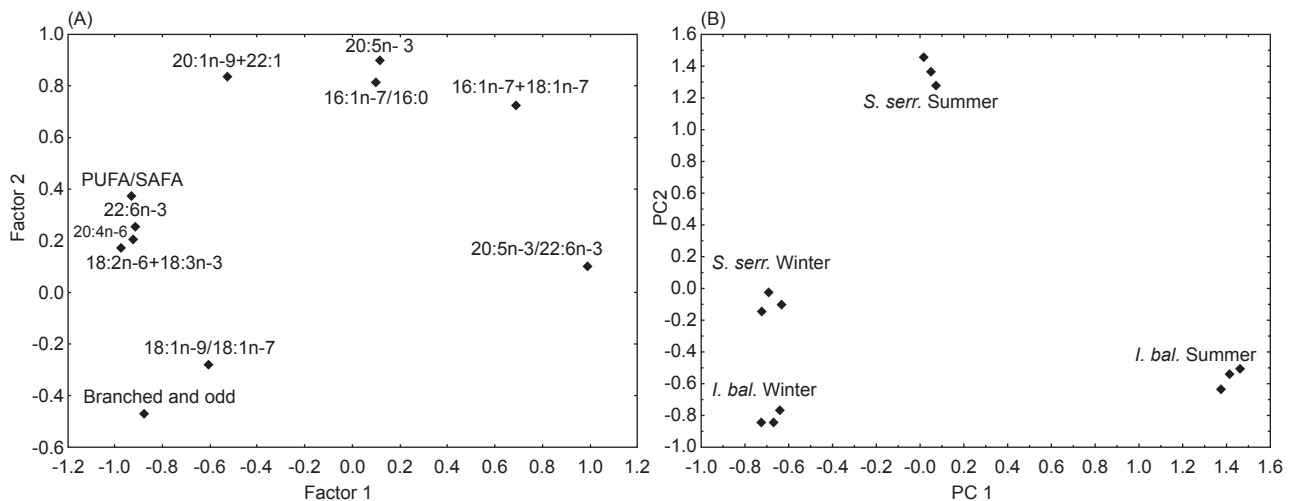 (A)
1.0
0.8
0.6
0.4
0.2
0.0
-0.2
-0.4
-0.6
Factor 2
20:1n-9+22:1
20:5n- 3
16:1n-7/16:0
16:1n-7+18:1n-7
PUFA/SAFA
22:6n-3
20:4n-6
18:2n-6+18:3n-3
20:5n-3/22:6n-3
18:1n-9/18:1n-7
Branched and odd
-1.2 -1.0 -0.6 -0.6 -0.4 -0.2 0.0 0.2 0.4 0.6 0.8 1.0 1.2
Factor 1
(B)
1.6
1.4
1.2
1.0
0.8
0.6
0.4
0.2
0.0
-0.2
-0.4
-0.6
-0.8
-1.0
PC2
S. serr. Summer
S. serr. Winter
I. bal. Summer
I. bal. Winter
-1.0 -0.8 -0.6 -0.4 -0.2 -0.0 0.2 0.4 0.6 0.8 1.0 1.2 1.4 1.6
PC 1